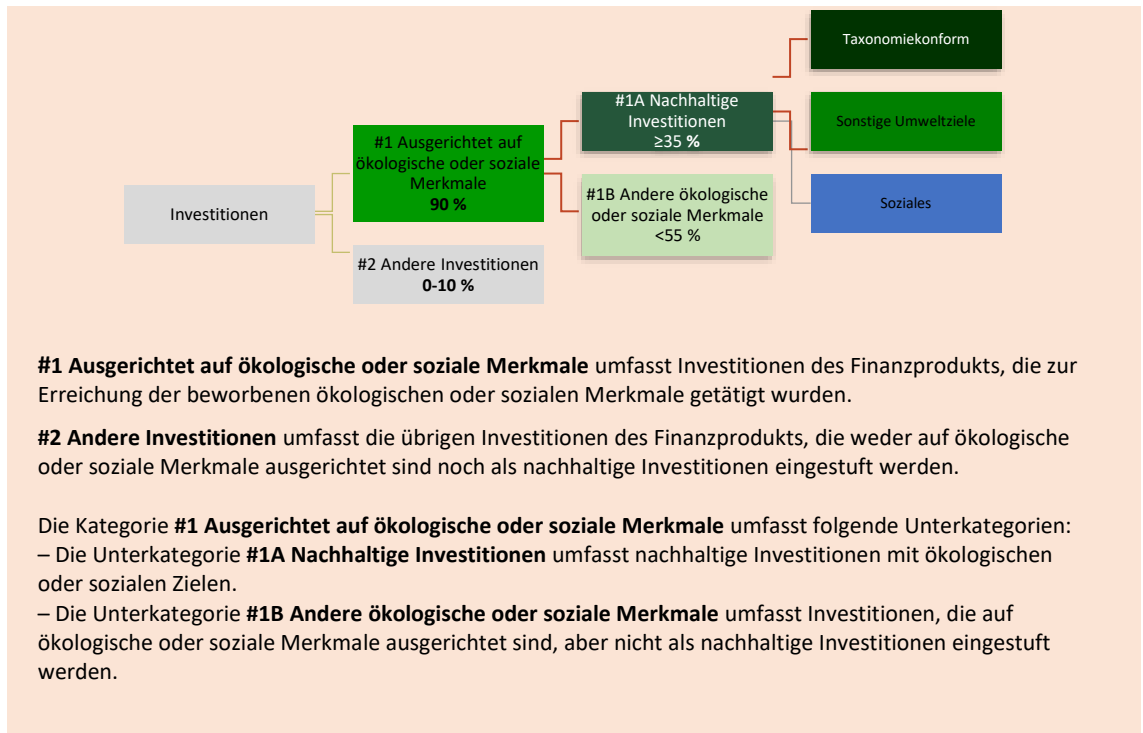 Taxonomiekonform
#1A Nachhaltige
Investitionen
≥35 %
Sonstige Umweltziele
#1 Ausgerichtet auf
ökologische oder soziale
Merkmale
90 %
Investitionen
#1B Andere ökologische
oder soziale Merkmale
<55 %
Soziales
#2 Andere Investitionen
0-10 %
#1 Ausgerichtet auf ökologische oder soziale Merkmale umfasst Investitionen des Finanzprodukts, die zur
Erreichung der beworbenen ökologischen oder sozialen Merkmale getätigt wurden.
#2 Andere Investitionen umfasst die übrigen Investitionen des Finanzprodukts, die weder auf ökologische
oder soziale Merkmale ausgerichtet sind noch als nachhaltige Investitionen eingestuft werden.
Die Kategorie #1 Ausgerichtet auf ökologische oder soziale Merkmale umfasst folgende Unterkategorien:
– Die Unterkategorie #1A Nachhaltige Investitionen umfasst nachhaltige Investitionen mit ökologischen
oder sozialen Zielen.
– Die Unterkategorie #1B Andere ökologische oder soziale Merkmale umfasst Investitionen, die auf
ökologische oder soziale Merkmale ausgerichtet sind, aber nicht als nachhaltige Investitionen eingestuft
werden.